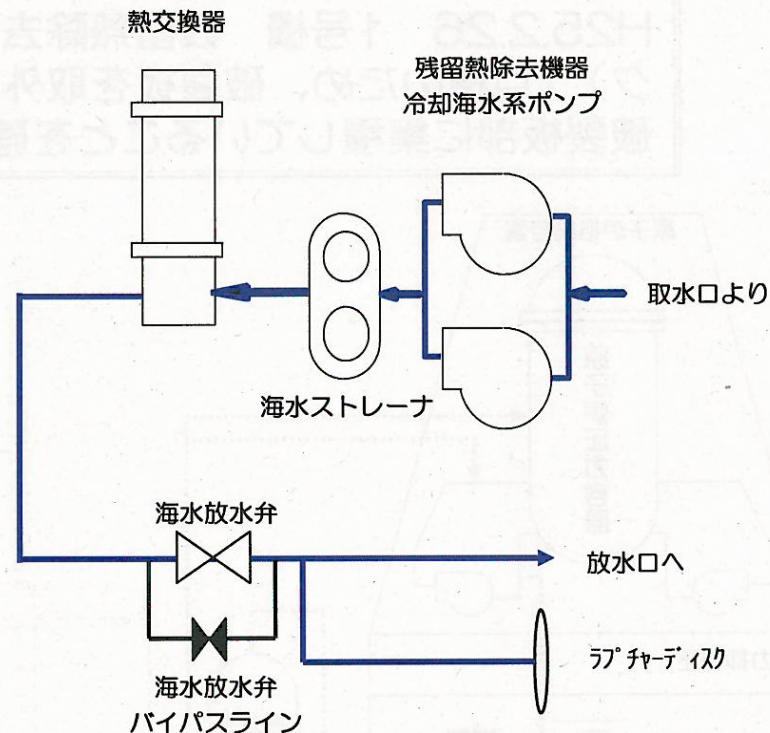 熱交換器
残留熱除去機器
冷却海水系ポンプ
取水口より
海水ストレーナ
海水放水弁
放水口へ
ラプチャーディスク
海水放水弁
バイパスライン